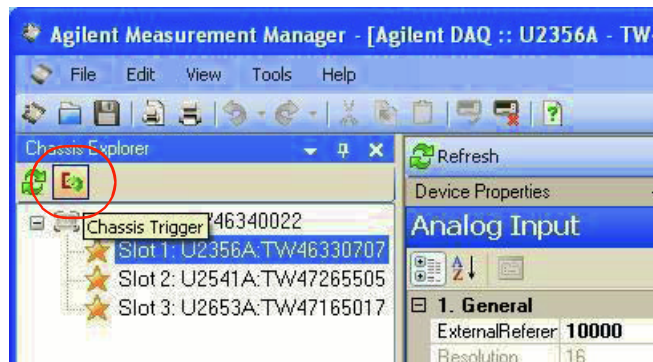 Agilent Measurement Manager - [Agilent DAQ :: U2356A - TW
File Edit View Tools Help
Chassis Explorer
Refresh
Device Properties
Chassis Trigger
W46340022
Analog Input
Slot 1: U2356A:TW46330707
Slot 2: U2541A:TW47265505
Slot 3: U2653A:TW47165017
1. General
ExternalReferer 10000
Resolution 16